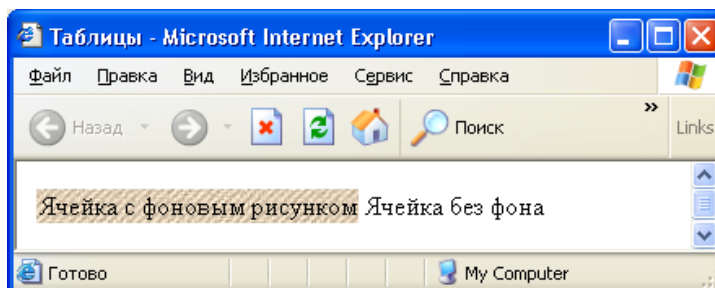 Таблицы - Microsoft Internet Explorer
Файл Правка Вид Избранное Сервис Справка
Назад Поиск » Links
Ячейка с фоновым рисунком Ячейка без фона
Готово My Computer